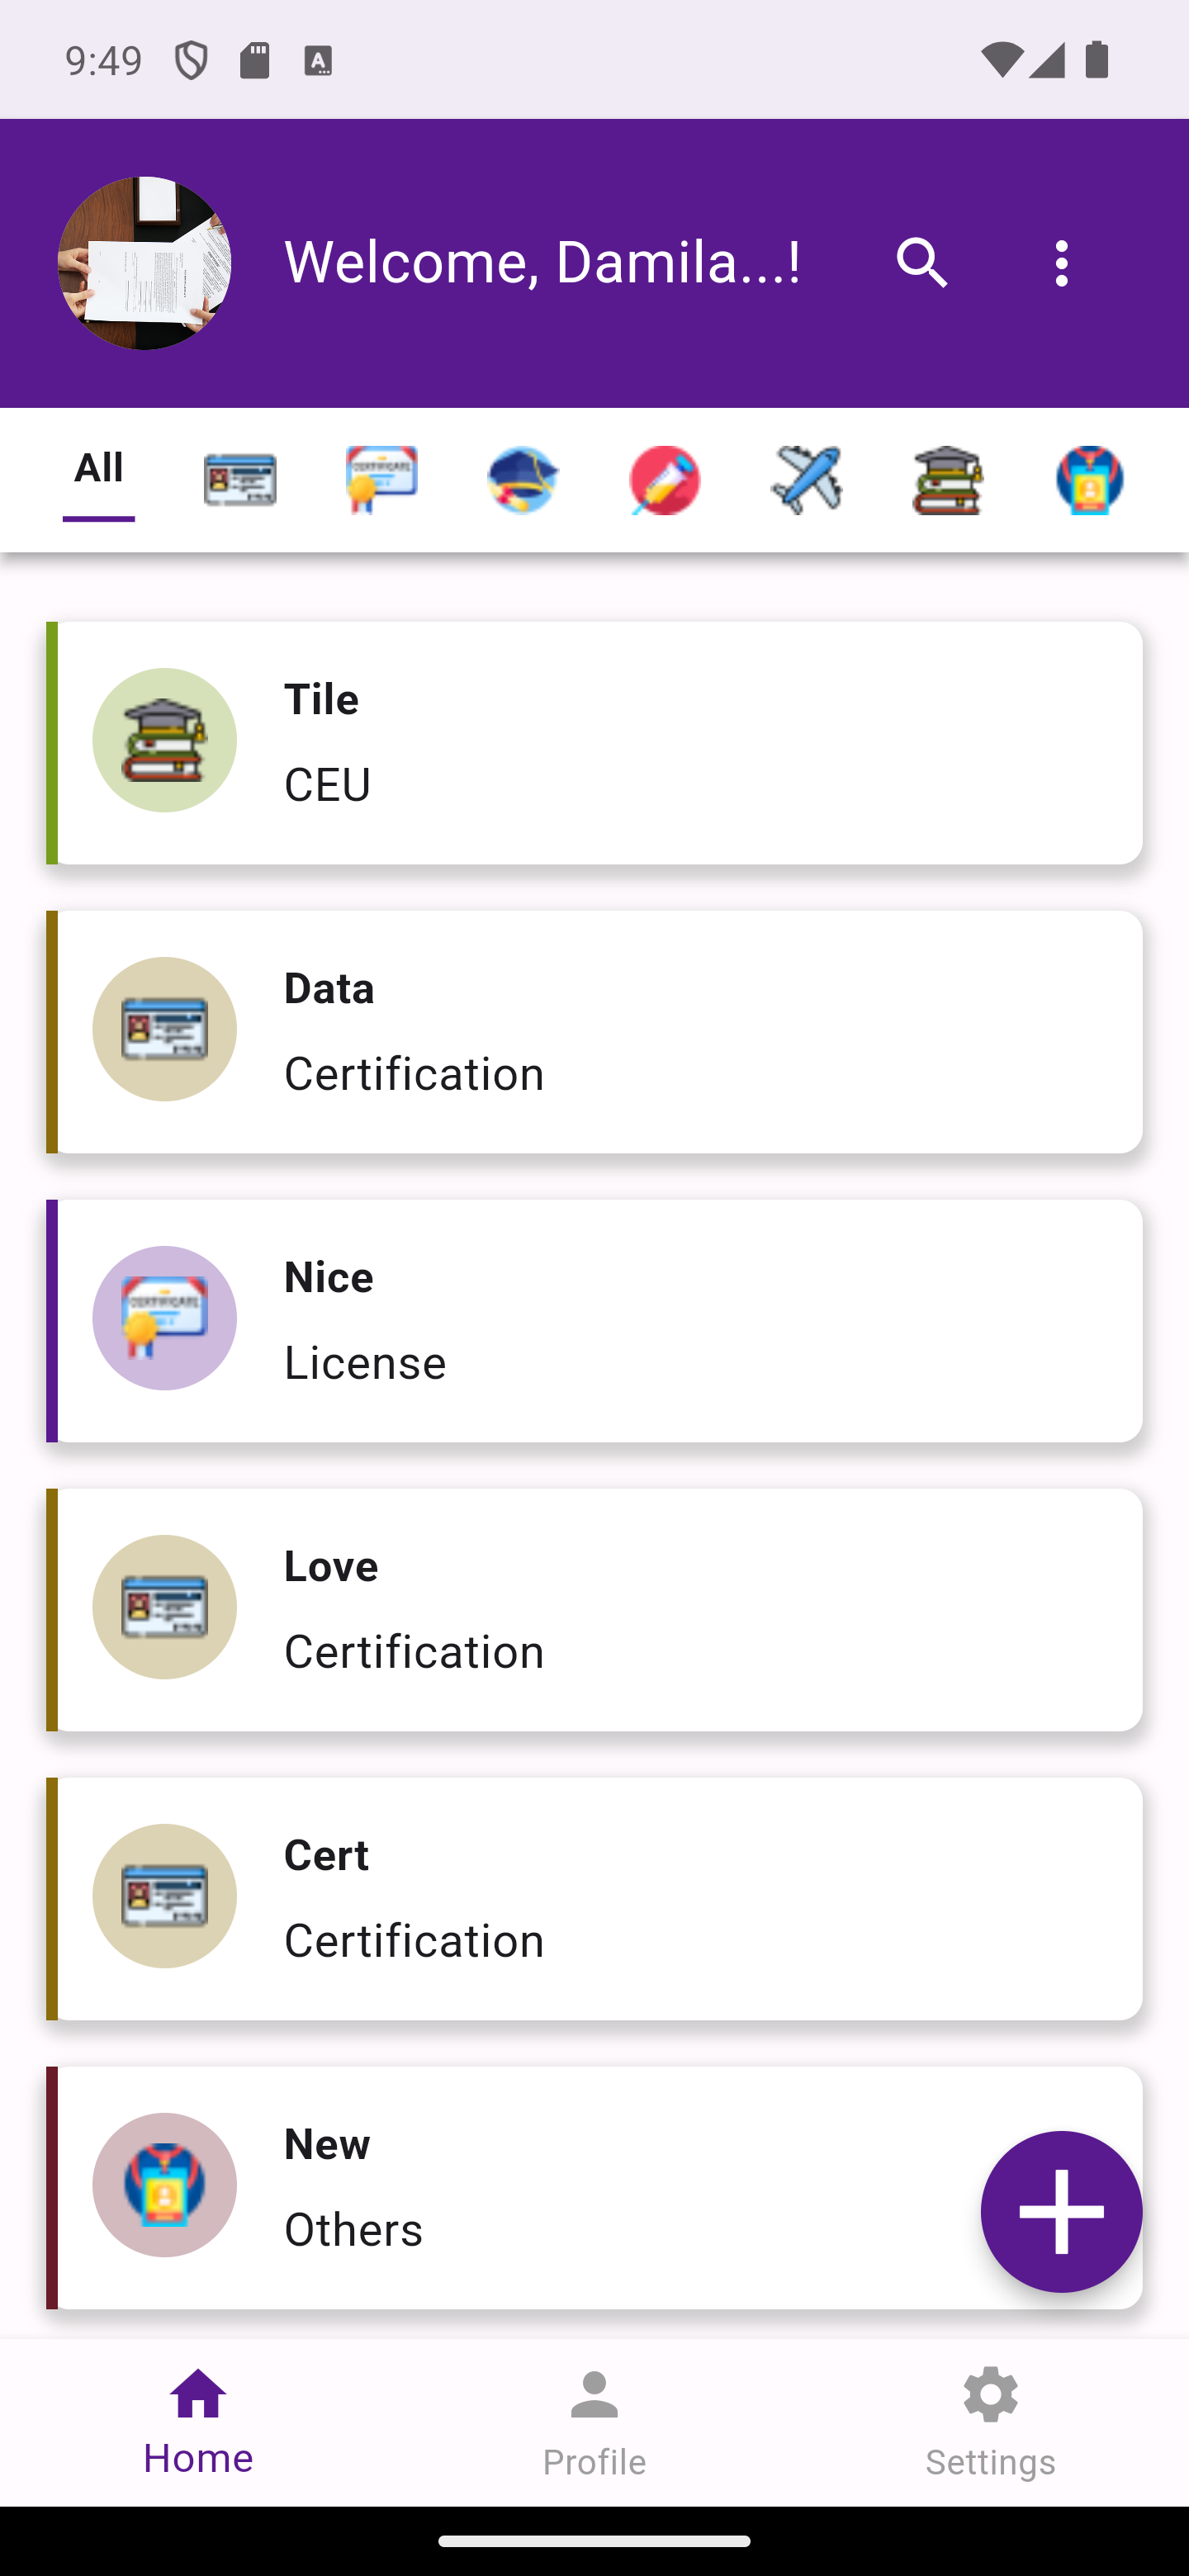 9:49
Welcome, Damila...!
All
Tile
CEU
Data
Certification
Nice
License
Love
Certification
Cert
Certification
New
Others
Home
Profile
Settings